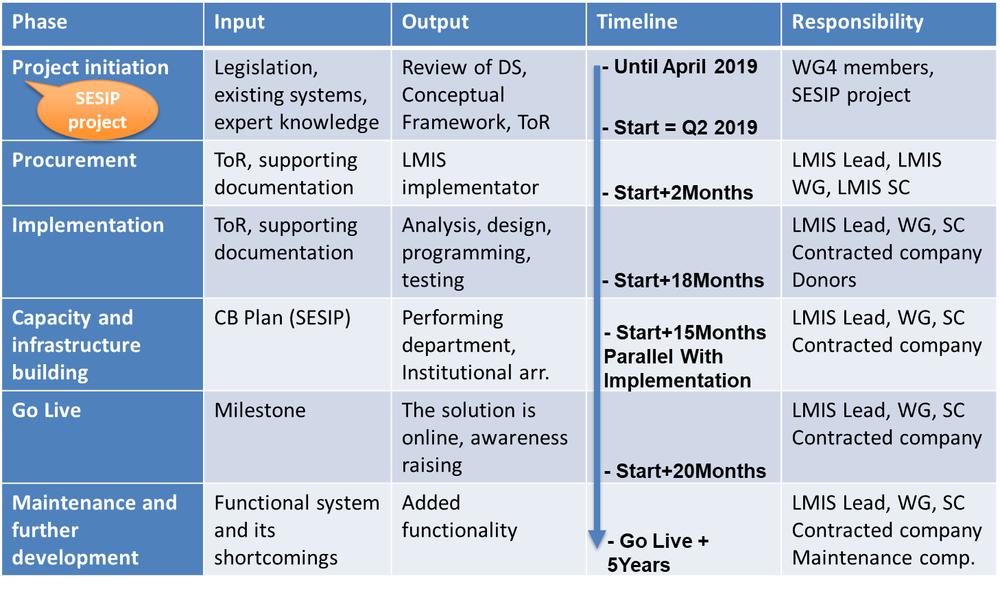 Phase
Input
Output
Timeline
Responsibility
Project initiation
SESIP
project
Legislation,
existing systems,
expert knowledge
Review of DS,
Conceptual
Framework, ToR
- Until April 2019
- Start = Q2 2019
WG4 members,
SESIP project
Procurement
ToR, supporting
documentation
LMIS
implementator
- Start+2Months
LMIS Lead, LMIS
WG, LMIS SC
Implementation
ToR, supporting
documentation
Analysis, design,
programming,
testing
- Start+18Months
LMIS Lead, WG, SC
Contracted company
Donors
Capacity and
infrastructure
building
CB Plan (SESIP)
Performing
department,
Institutional arr.
- Start+15Months
Parallel With
Implementation
LMIS Lead, WG, SC
Contracted company
Go Live
Milestone
The solution is
online, awareness
raising
- Start+20Months
LMIS Lead, WG, SC
Contracted company
Maintenance and
further
development
Functional system
and its
shortcomings
Added
functionality
- Go Live +
5Years
LMIS Lead, WG, SC
Contracted company
Maintenance comp.